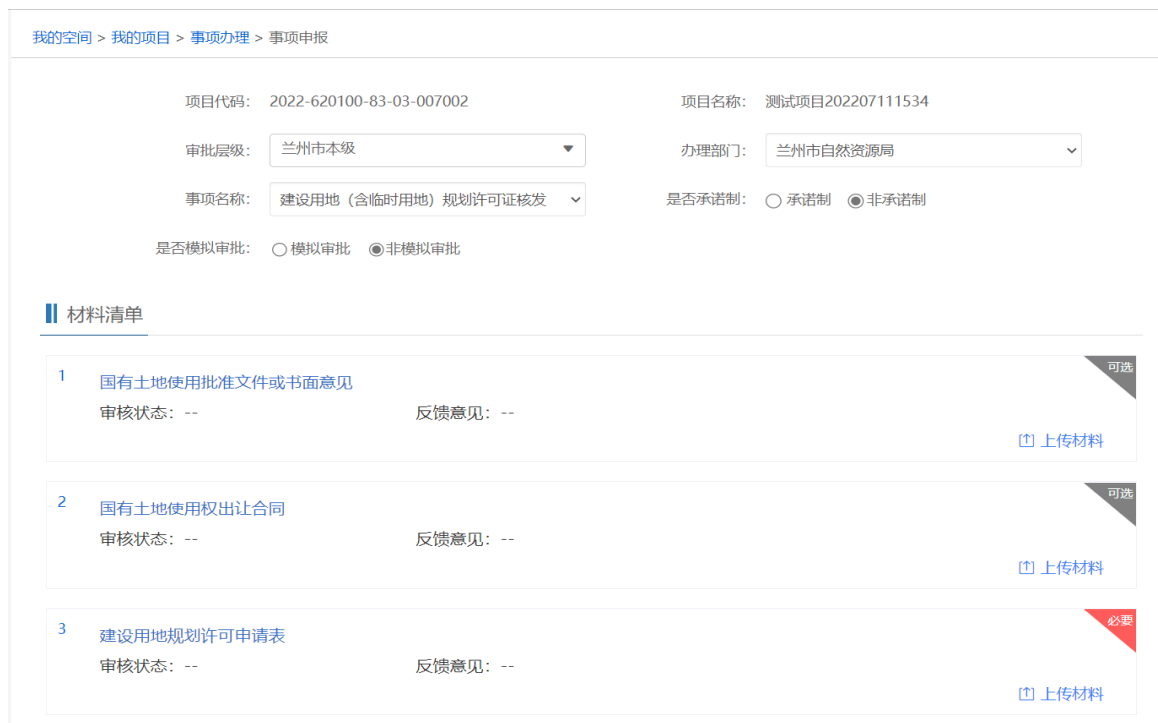 我的空间 > 我的项目 > 事项办理 > 事项申报
项目代码： 2022-620100-83-03-007002 项目名称： 测试项目202207111534
审批层级： 兰州市本级 办理部门： 兰州市自然资源局
事项名称： 建设用地（含临时用地）规划许可证核发 是否承诺制： 承诺制 非承诺制
是否模拟审批： 模拟审批 非模拟审批
材料清单
可选
1 国有土地使用批准文件或书面意见
审核状态：-- 反馈意见：--
上传材料
可选
2 国有土地使用权出让合同
审核状态：-- 反馈意见：--
上传材料
必要
3 建设用地规划许可申请表
审核状态：-- 反馈意见：--
上传材料